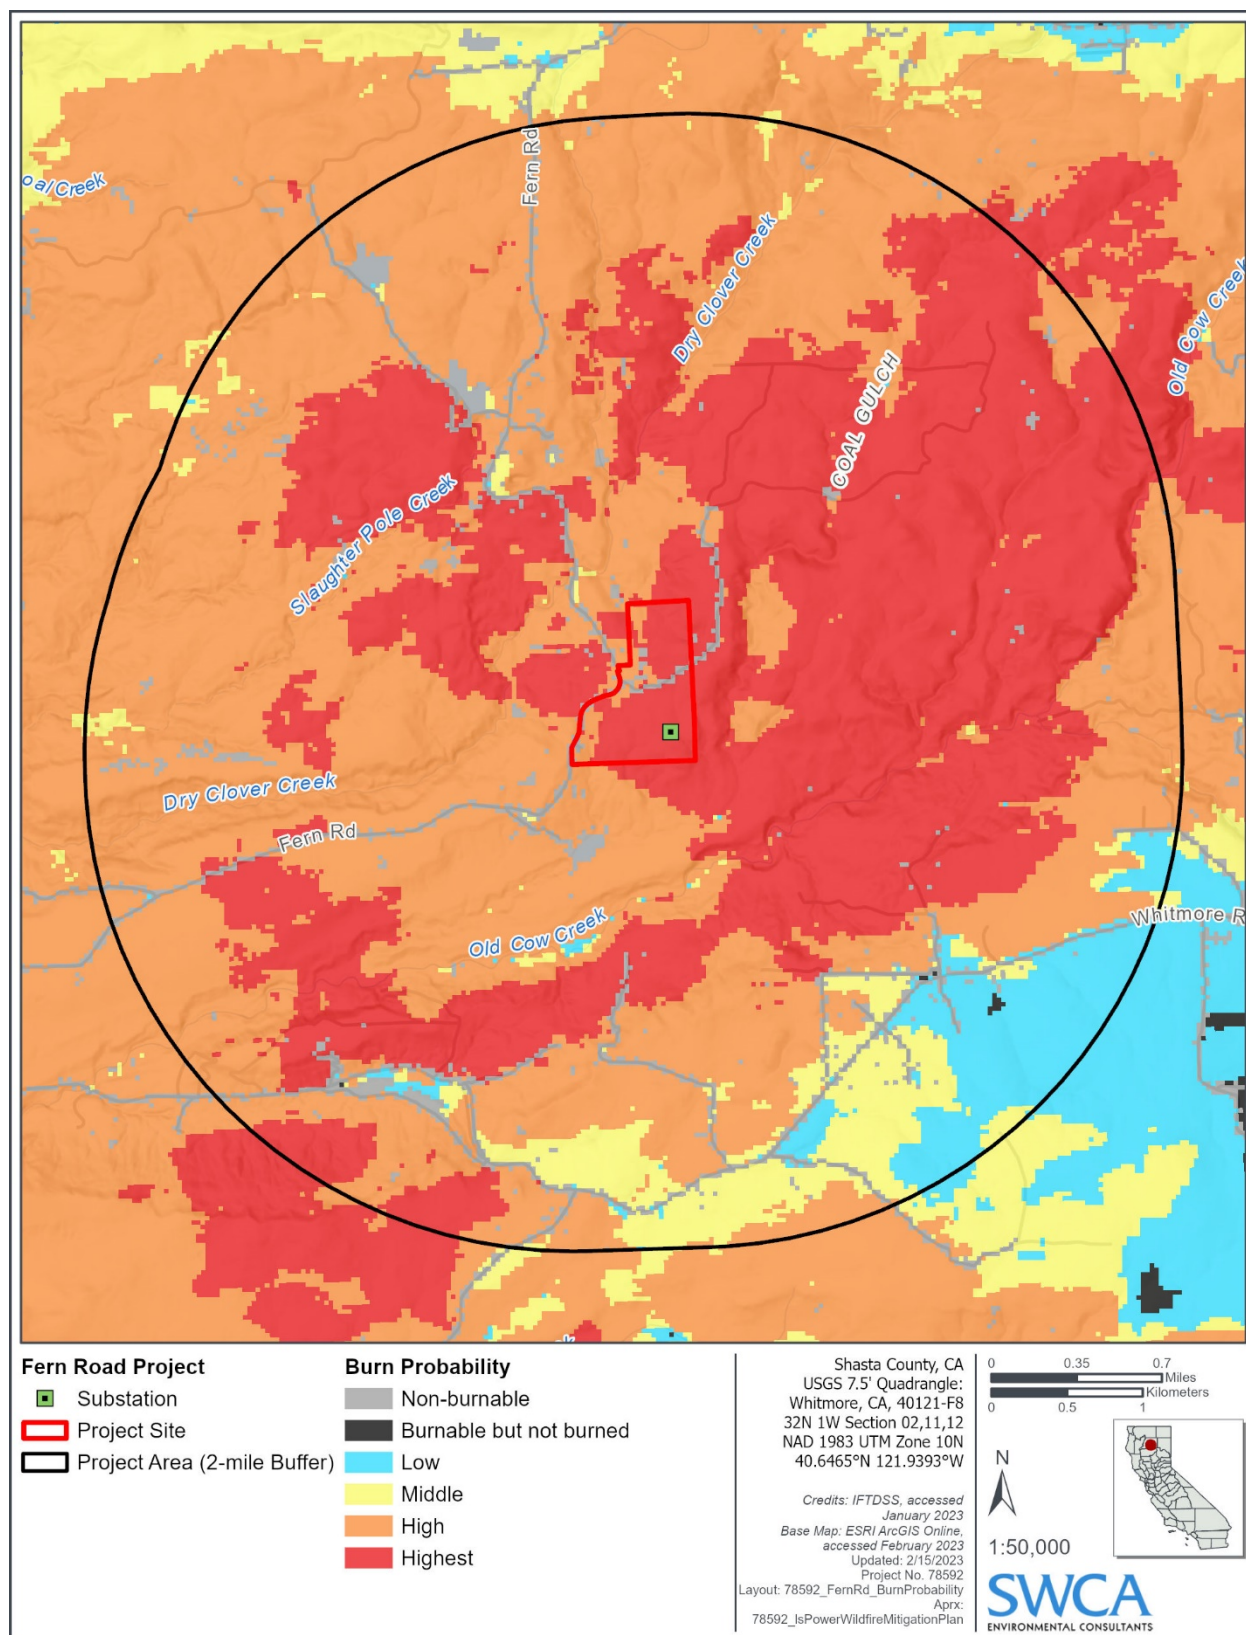 Fern Rd
oal Creek
Dry Clover Creek
Old Cow Creek
COAL GULCH
Slaughter Pole Creek
Dry Clover Creek
Fern Rd
Old Cow Creek
Whitmore R
Fern Road Project
Substation
Project Site
Project Area (2-mile Buffer)
Burn Probability
Non-burnable
Burnable but not burned
Low
Middle
High
Highest
Shasta County, CA
USGS 7.5' Quadrangle:
Whitmore, CA, 40121-F8
32N 1W Section 02,11,12
NAD 1983 UTM Zone 10N
40.6465°N 121.9393°W
Credits: IFTDSS, accessed
January 2023
Base Map: ESRI ArcGIS Online,
accessed February 2023
Updated: 2/15/2023
Project No. 78592
Layout: 78592_FernRd_BurnProbability
Aprx:
78592_IsPowerWildfireMitigationPlan
0 0.35 0.7
Miles
Kilometers
0 0.5 1
N
1:50,000
SWCA
ENVIRONMENTAL CONSULTANTS